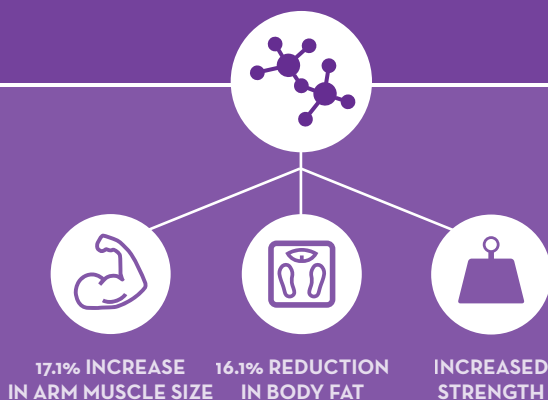 17.1% INCREASE
IN ARM MUSCLE SIZE
16.1% REDUCTION
IN BODY FAT
INCREASED
STRENGTH